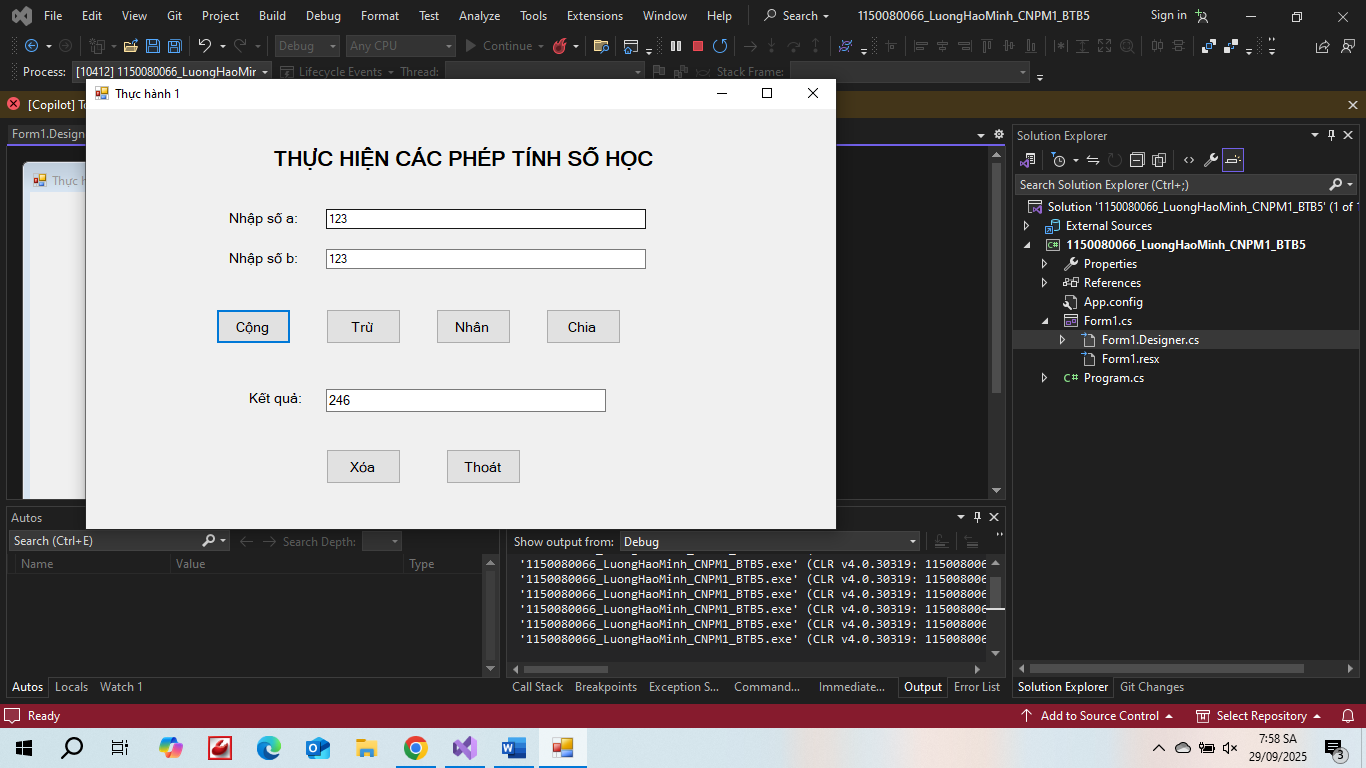 File Edit View Git Project Build Debug Format Test Analyze Tools Extensions Window Help Search 1150080066_LuongHaoMinh_CNPM1_BTB5 Sign in
Debug Any CPU Continue
Process: [10412] 1150080066_LuongHaoMir Lifecycle Events Thread: Stack Frame:
Thực hành 1
[Copilot]
Form1.Design
Thực
THỰC HIỆN CÁC PHÉP TÍNH SỐ HỌC
Nhập số a: 123
Nhập số b: 123
Cộng Trừ Nhân Chia
Kết quả: 246
Xóa Thoát
Solution Explorer
Search Solution Explorer (Ctrl+;)
Solution '1150080066_LuongHaoMinh_CNPM1_BTB5' (1 of 1
External Sources
1150080066_LuongHaoMinh_CNPM1_BTB5
Properties
References
App.config
Form1.cs
Form1.Designer.cs
Form1.resx
C# Program.cs
Autos
Search (Ctrl+E) Search Depth:
Name Value Type
Show output from: Debug
'1150080066_LuongHaoMinh_CNPM1_BTB5.exe' (CLR v4.0.30319: 115008006
'1150080066_LuongHaoMinh_CNPM1_BTB5.exe' (CLR v4.0.30319: 115008006
'1150080066_LuongHaoMinh_CNPM1_BTB5.exe' (CLR v4.0.30319: 115008006
'1150080066_LuongHaoMinh_CNPM1_BTB5.exe' (CLR v4.0.30319: 115008006
'1150080066_LuongHaoMinh_CNPM1_BTB5.exe' (CLR v4.0.30319: 115008006
'1150080066_LuongHaoMinh_CNPM1_BTB5.exe' (CLR v4.0.30319: 115008006
Autos Locals Watch 1
Call Stack Breakpoints Exception S... Command... Immediate... Output Error List
Solution Explorer Git Changes
Ready Add to Source Control Select Repository
7:58 SA
29/09/2025
3